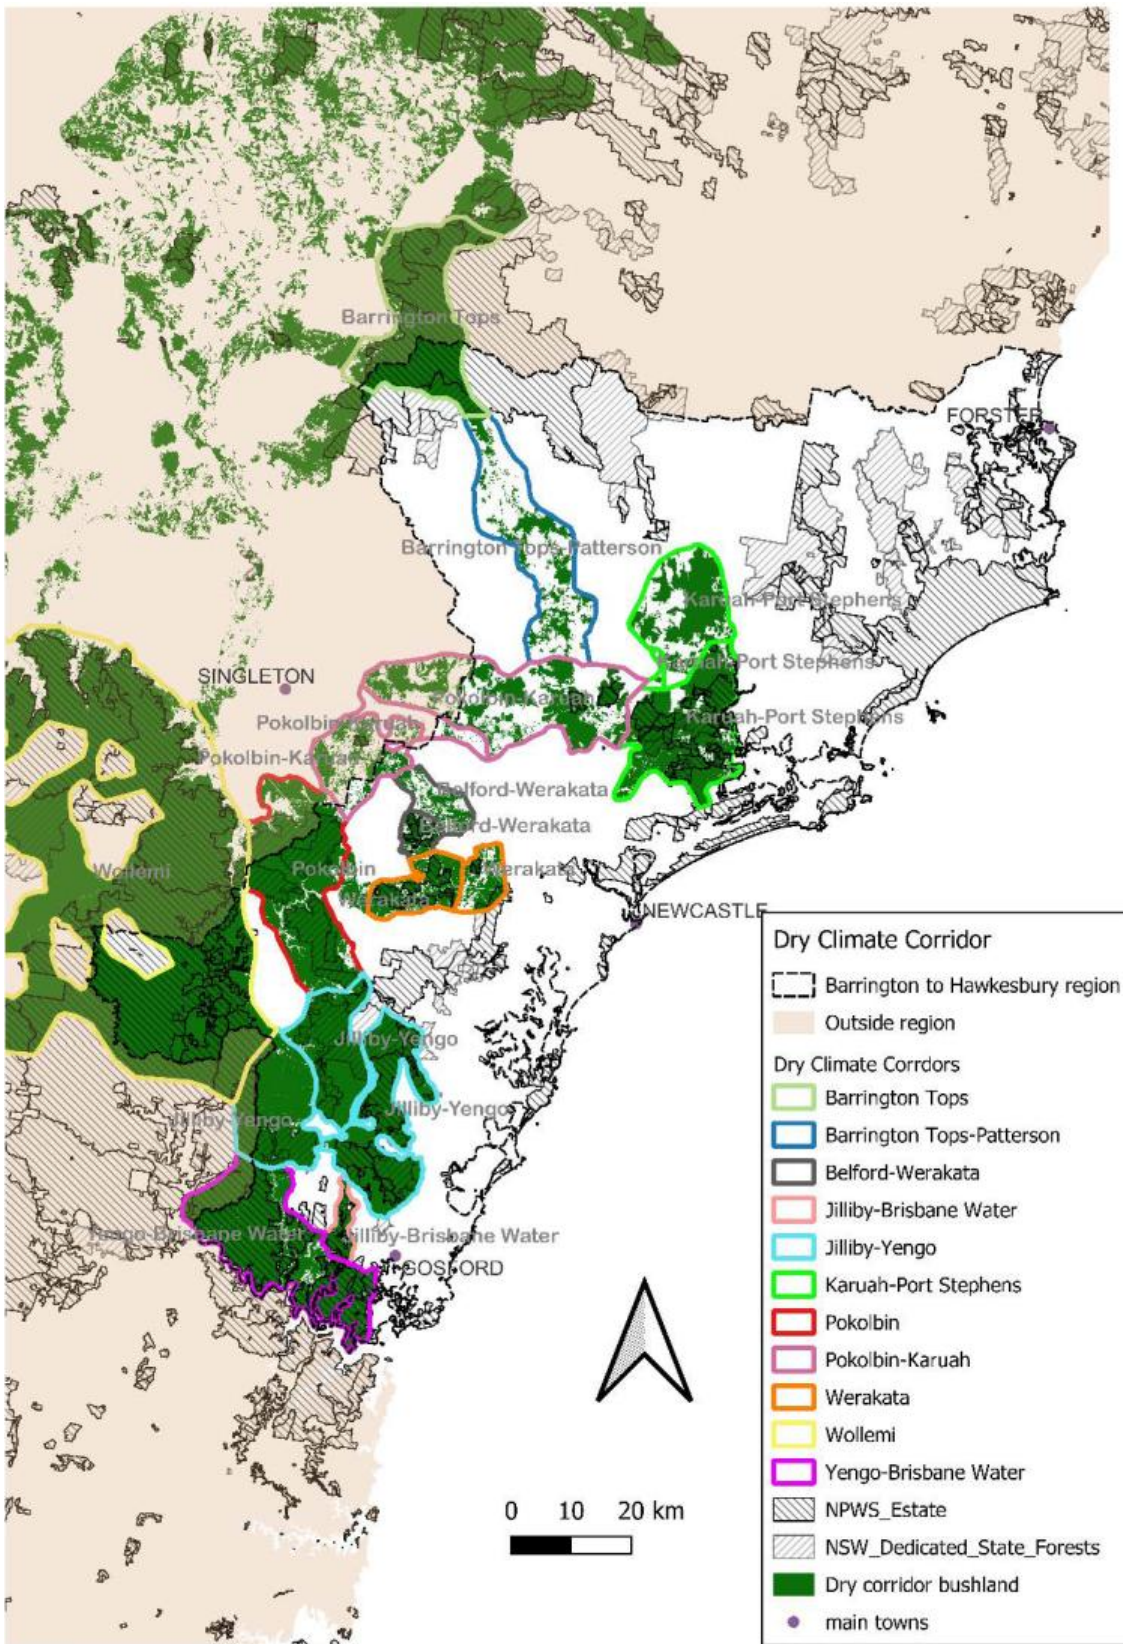 Barrington Tops
FORSTER
Barrington Tops-Patterson
Karuah-Port Stephens
Karuah-Port Stephens
SINGLETON
Pokolbin-Karuah
Pokolbin-Karuah
Karuah-Port Stephens
Pokolbin-Karuah
Belford-Werakata
Belford-Werakata
Wollemi
Pokolbin
Werakata
Werakata
NEWCASTLE
Jilliby-Yengo
Jilliby-Yengo
Jilliby-Yengo
Yengo-Brisbane Water
Jilliby-Brisbane Water
GOSFORD
0 10 20 km
Dry Climate Corridor
Barrington to Hawkesbury region
Outside region
Dry Climate Corrdors
Barrington Tops
Barrington Tops-Patterson
Belford-Werakata
Jilliby-Brisbane Water
Jilliby-Yengo
Karuah-Port Stephens
Pokolbin
Pokolbin-Karuah
Werakata
Wollemi
Yengo-Brisbane Water
NPWS_Estate
NSW_Dedicated_State_Forests
Dry corridor bushland
main towns